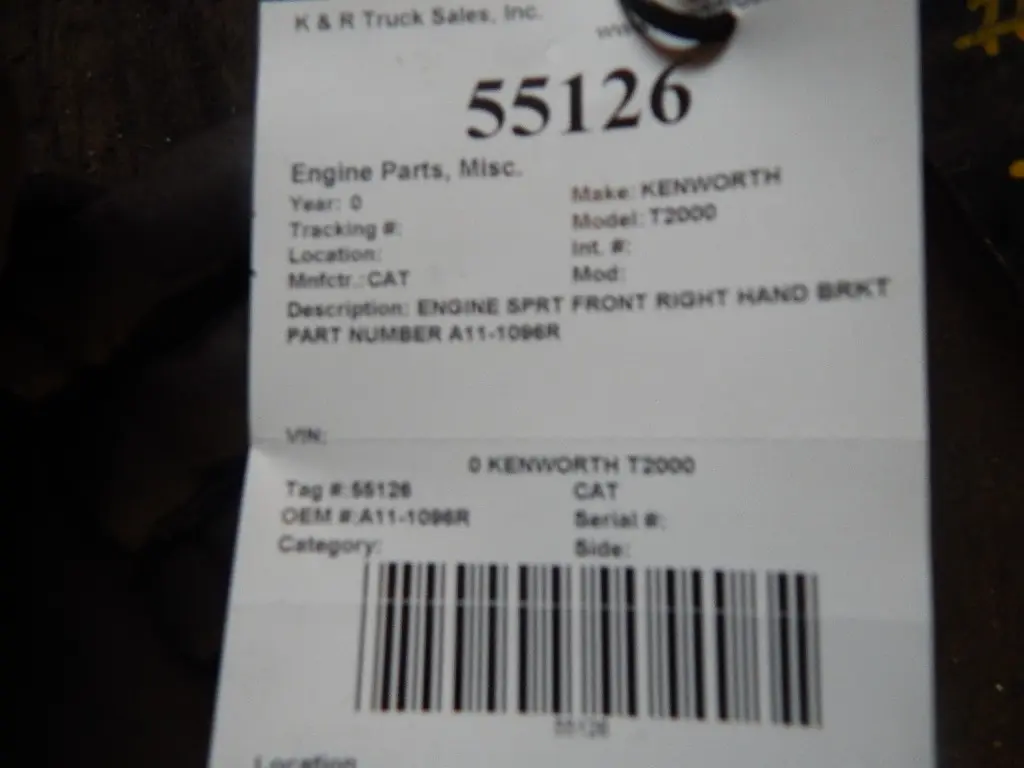 K & R Truck Sales, Inc.
55126
Engine Parts, Misc.
Year: 0 Make: KENWORTH
Tracking #: Model: T2000
Location: Int. #:
Mnfctr.: CAT Mod:
Description: ENGINE SPRT FRONT RIGHT HAND BRKT
PART NUMBER A11-1096R
VIN:
0 KENWORTH T2000
Tag #:55126 CAT
OEM #:A11-1096R Serial #:
Category: Side:
55126
Location